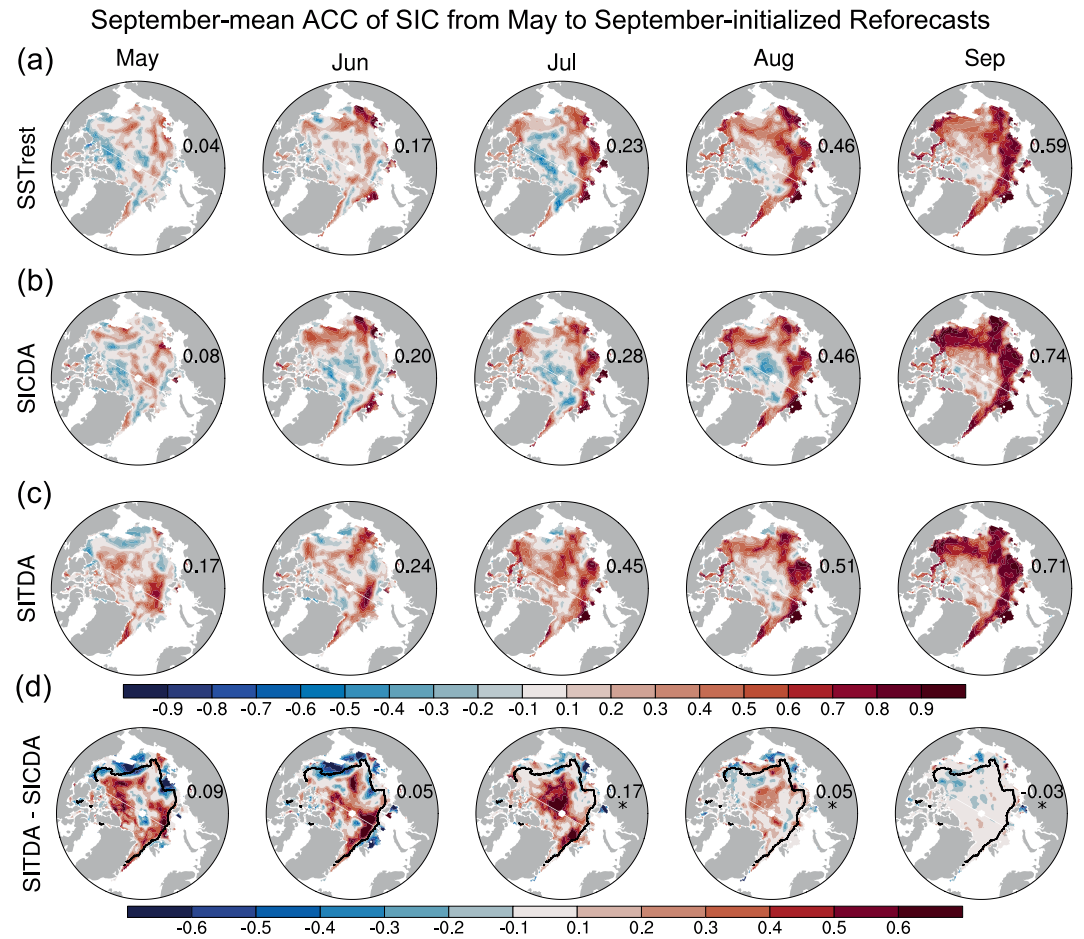 September-mean ACC of SIC from May to September-initialized Reforecasts
(a)
May Jun Jul Aug Sep
SSTrest
0.04 0.17 0.23 0.46 0.59
(b)
SICDA
0.08 0.20 0.28 0.46 0.74
(c)
SITDA
0.17 0.24 0.45 0.51 0.71
-0.9 -0.8 -0.7 -0.6 -0.5 -0.4 -0.3 -0.2 -0.1 0.1 0.2 0.3 0.4 0.5 0.6 0.7 0.8 0.9
(d)
SITDA - SICDA
0.09 0.05 0.17 0.05 -0.03
* * *
-0.6 -0.5 -0.4 -0.3 -0.2 -0.1 0.1 0.2 0.3 0.4 0.5 0.6